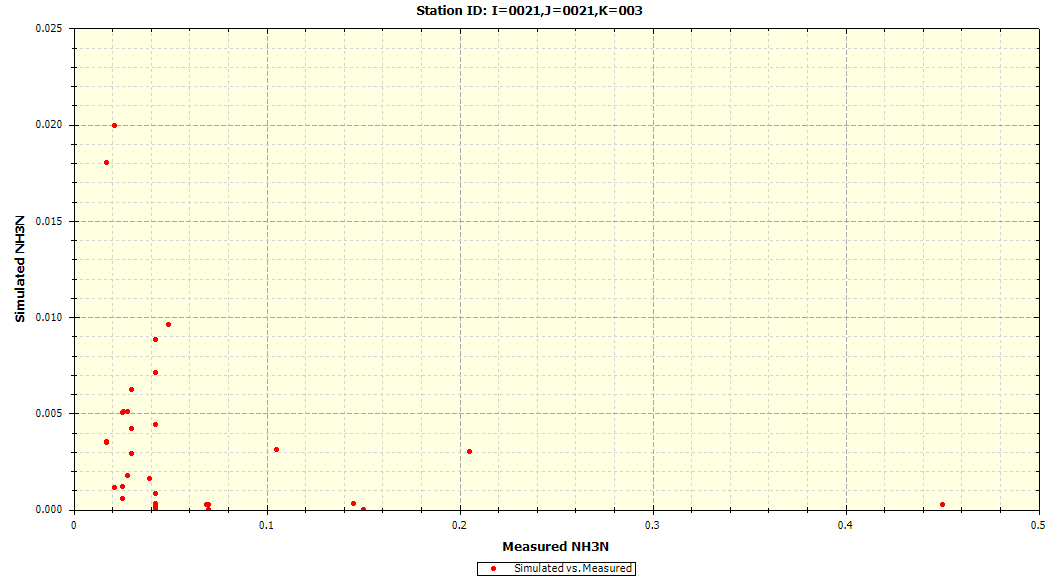 Station ID: I=0021,J=0021,K=003
0.025
0.020
0.015
0.010
0.005
0.000
Simulated NH3N
0 0.1 0.2 0.3 0.4 0.5
Measured NH3N
Simulated vs. Measured